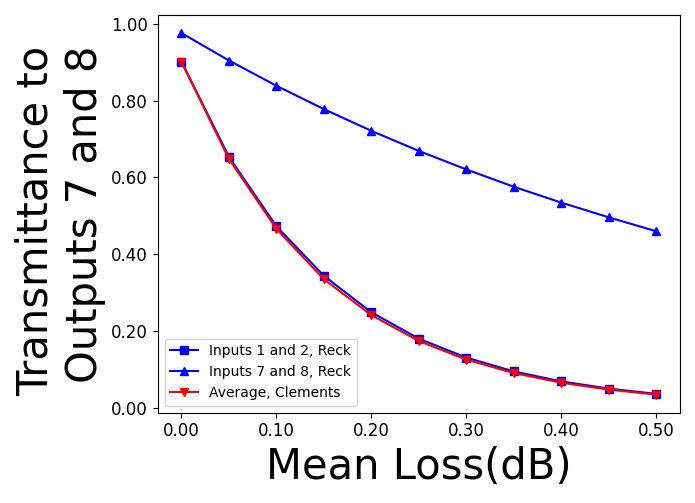 Transmittance to
Outputs 7 and 8
1.00
0.80
0.60
0.40
0.20
0.00
Inputs 1 and 2, Reck
Inputs 7 and 8, Reck
Average, Clements
0.00 0.10 0.20 0.30 0.40 0.50
Mean Loss(dB)